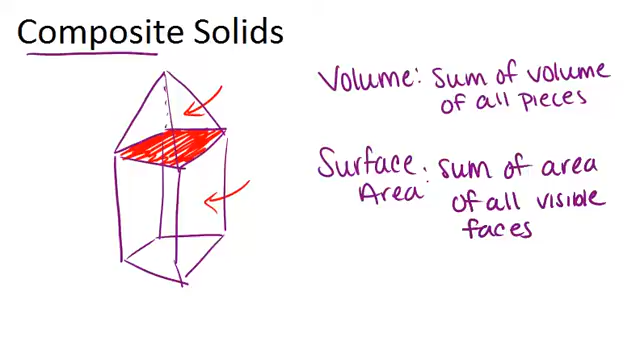 Composite Solids
Volume: sum of volume
of all pieces
Surface : sum of area
Area of all visible
faces